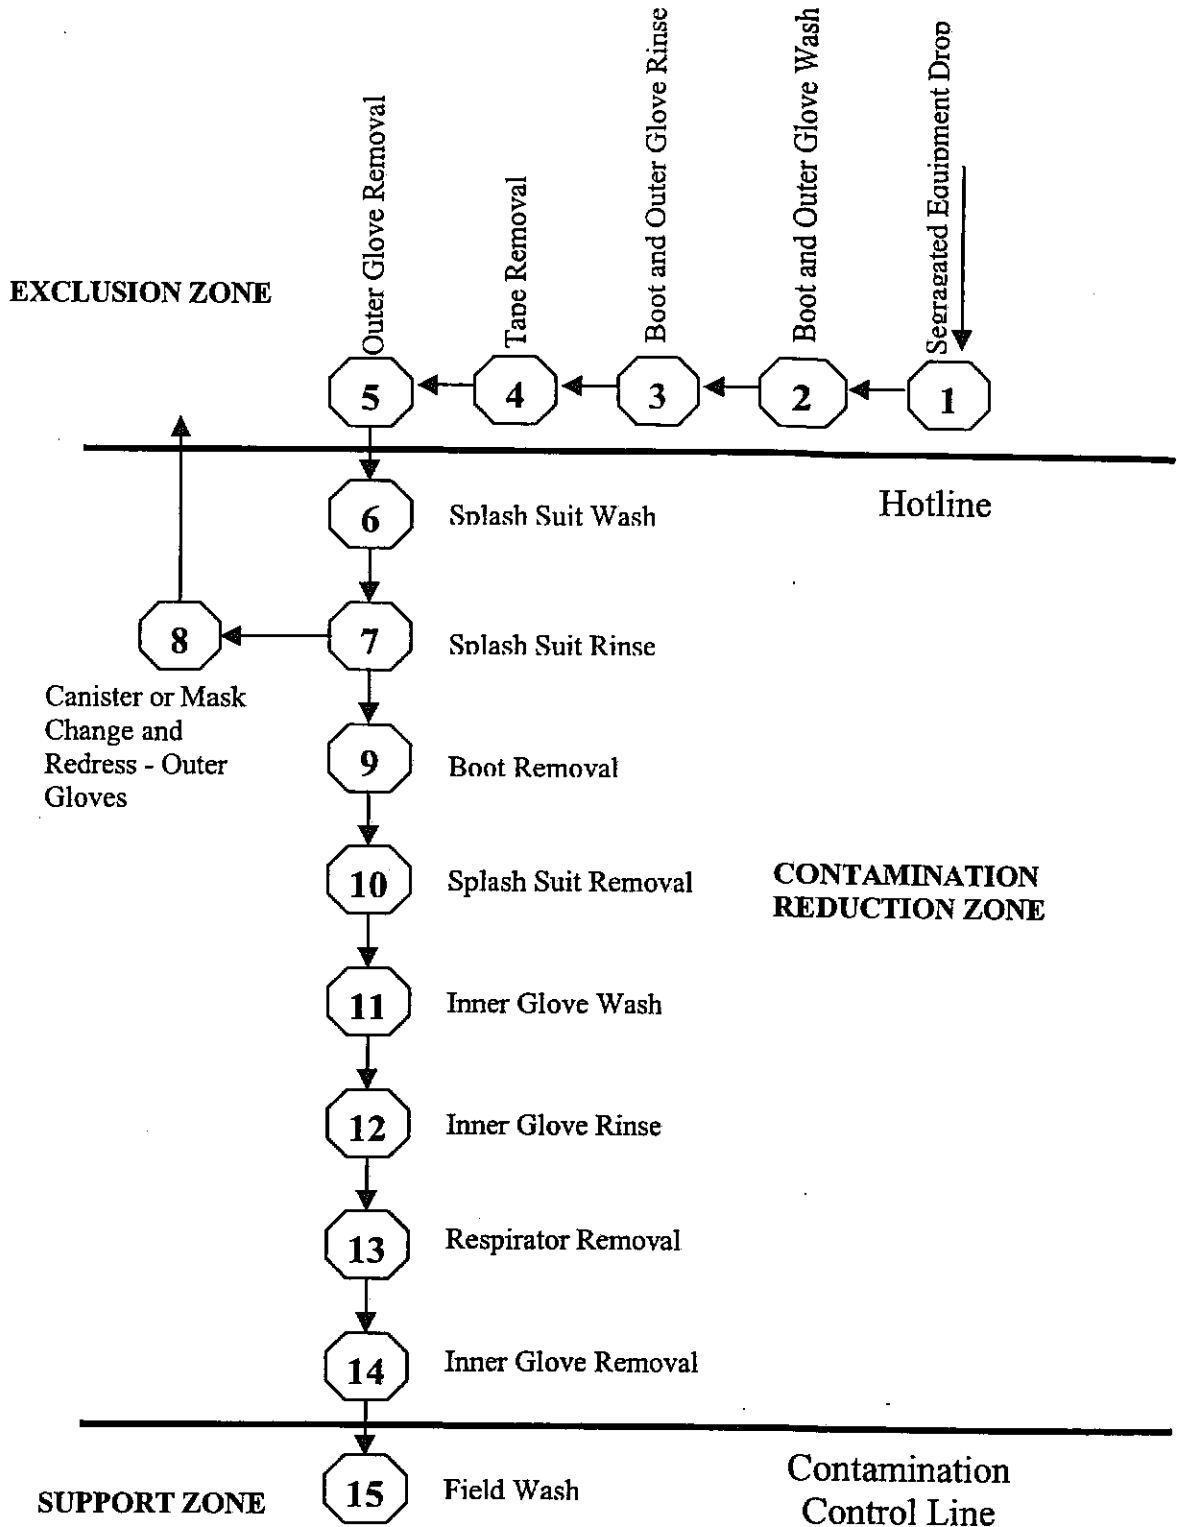 Outer Glove Removal
Tape Removal
Boot and Outer Glove Rinse
Boot and Outer Glove Wash
Segragated Equipment Drop
EXCLUSION ZONE
5
4
3
2
1
Hotline
6
Splash Suit Wash
8
7
Splash Suit Rinse
Canister or Mask
Change and
Redress - Outer
Gloves
9
Boot Removal
10
Splash Suit Removal
CONTAMINATION
REDUCTION ZONE
11
Inner Glove Wash
12
Inner Glove Rinse
13
Respirator Removal
14
Inner Glove Removal
15
Field Wash
SUPPORT ZONE
Contamination
Control Line